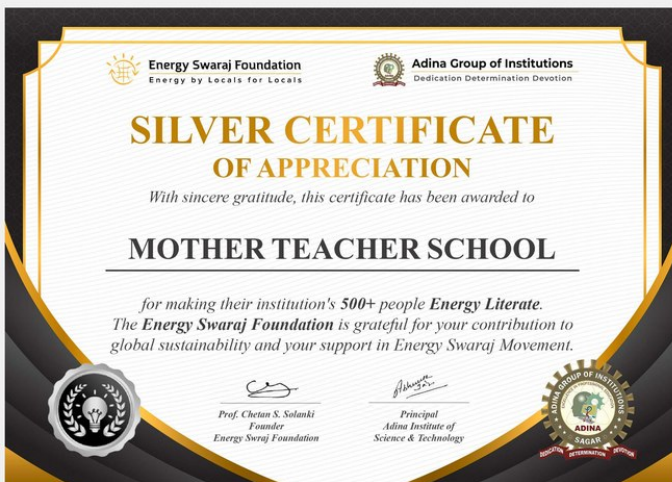 Energy Swaraj Foundation
Energy by Locals for Locals
Adina Group of Institutions
Dedication Determination Devotion
SILVER CERTIFICATE
OF APPRECIATION
With sincere gratitude, this certificate has been awarded to
MOTHER TEACHER SCHOOL
for making their institution's 500+ people Energy Literate.
The Energy Swaraj Foundation is grateful for your contribution to
global sustainability and your support in Energy Swaraj Movement.
Prof. Chetan S. Solanki
Founder
Energy Swraj Foundation
Principal
Adina Institute of
Science & Technology
ADINA GROUP OF INSTITUTIONS
ADINA
SAGAR
DEDICATION DETERMINATION DEVOTION